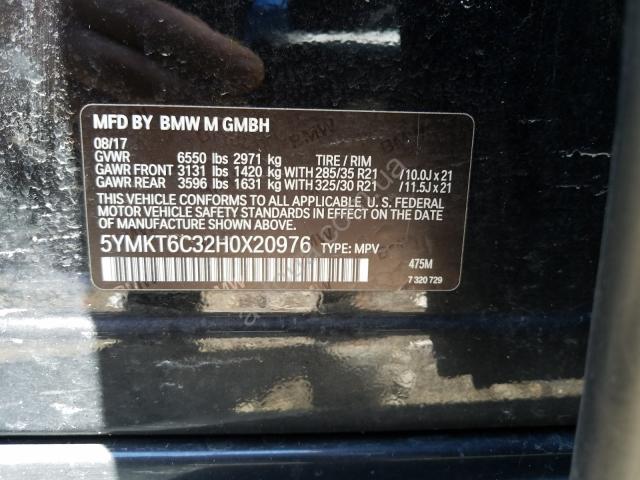 MFD BY BMW M GMBH
08/17
GVWR 6550 lbs 2971 kg TIRE / RIM
GAWR FRONT 3131 lbs 1420 kg WITH 285/35 R21 /10.0J x 21
GAWR REAR 3596 lbs 1631 kg WITH 325/30 R21 /11.5J x 21
THIS VEHICLE CONFORMS TO ALL APPLICABLE U.S. FEDERAL
MOTOR VEHICLE SAFETY STANDARDS IN EFFECT ON THE DATE
OF MANUFACTURE SHOWN ABOVE.
5YMKT6C32H0X20976 TYPE: MPV
475M
7 320 729